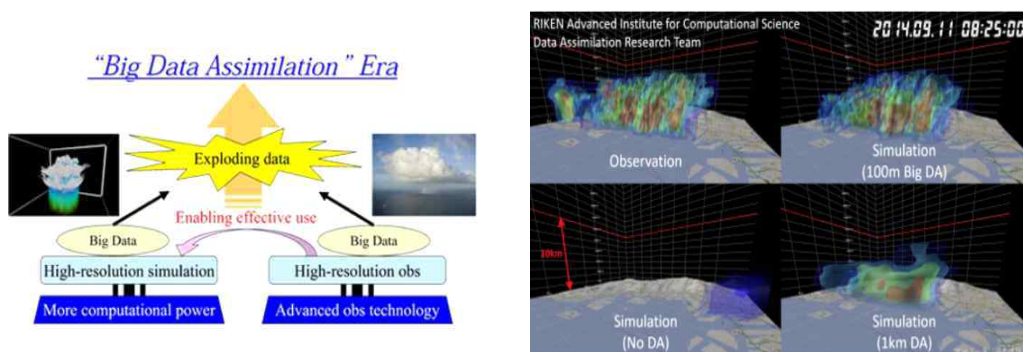 "Big Data Assimilation" Era
Exploding data
Enabling effective use
Big Data
Big Data
High-resolution simulation
High-resolution obs
More computational power
Advanced obs technology
RIKEN Advanced Institute for Computational Science
Data Assimilation Research Team
2014.09.11 08:25:00
Observation
Simulation
(100m Big DA)
10km
Simulation
(No DA)
Simulation
(1km DA)